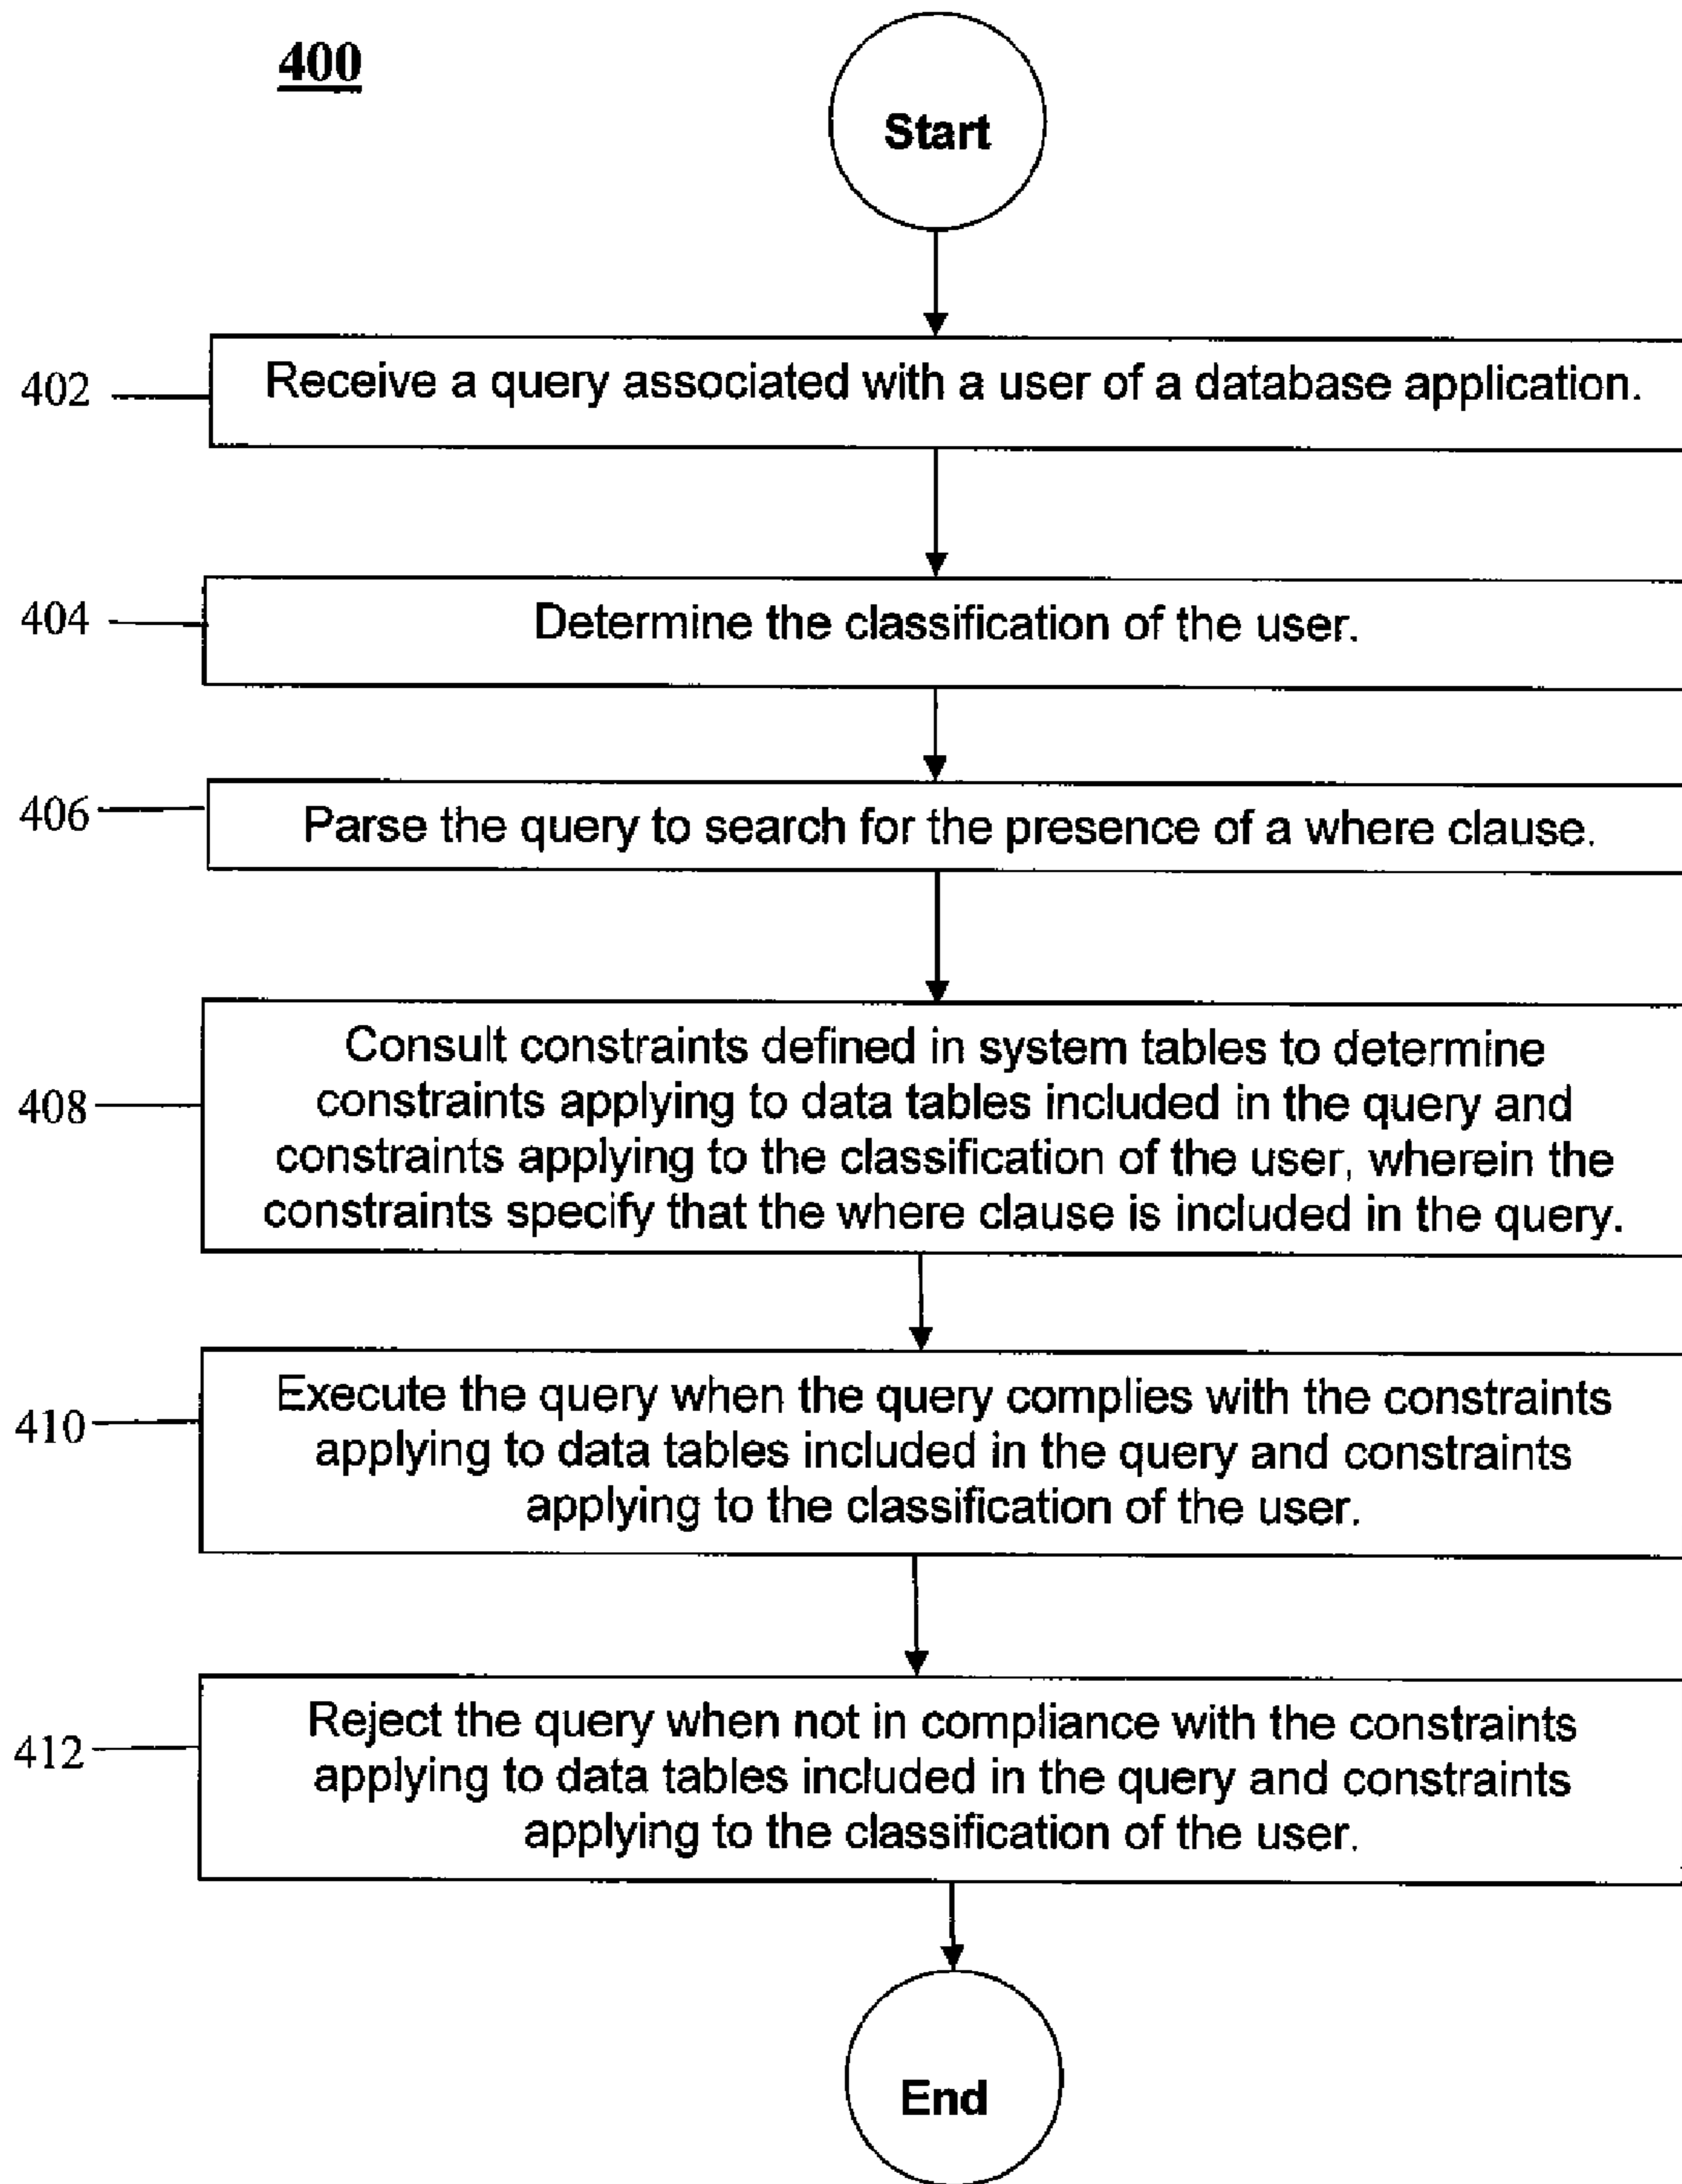 400
Start
402
Receive a query associated with a user of a database application.
404
Determine the classification of the user.
406
Parse the query to search for the presence of a where clause.
408
Consult constraints defined in system tables to determine
constraints applying to data tables included in the query and
constraints applying to the classification of the user, wherein the
constraints specify that the where clause is included in the query.
410
Execute the query when the query complies with the constraints
applying to data tables included in the query and constraints
applying to the classification of the user.
412
Reject the query when not in compliance with the constraints
applying to data tables included in the query and constraints
applying to the classification of the user.
End